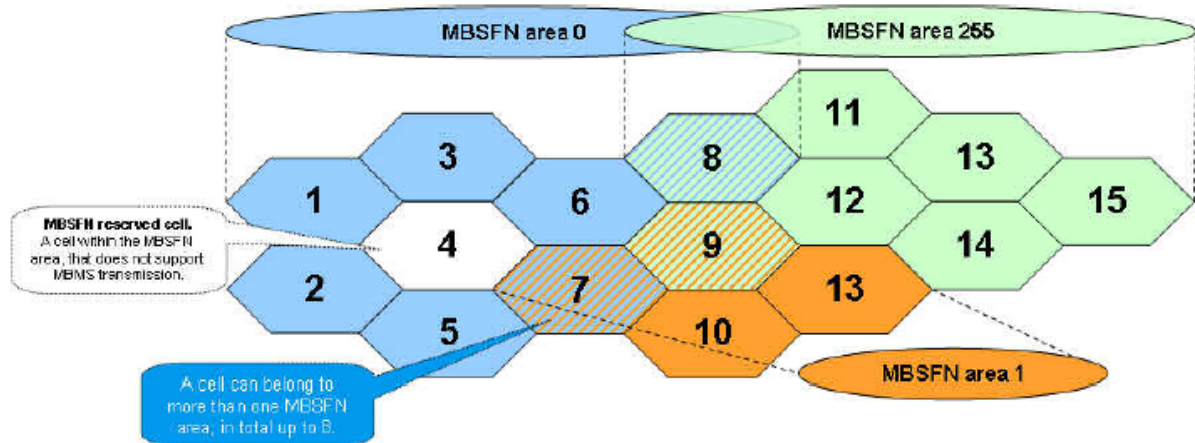 MBSFN area 0
MBSFN area 255
11
3
8
13
1
6
12
15
MBSFN reserved cell.
A cell within the MBSFN
area, that does not support
MBMS transmission.
4
9
14
2
7
13
5
10
MBSFN area 1
A cell can belong to
more than one MBSFN
area; in total up to 8.